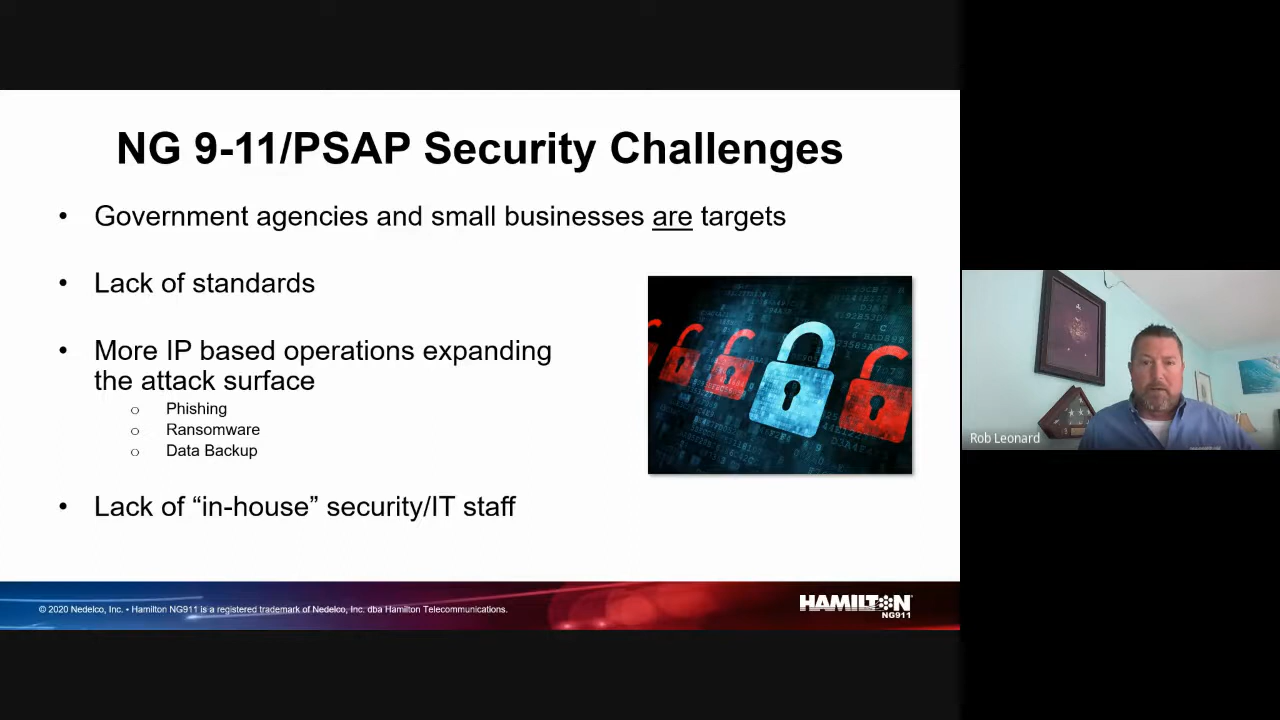 NG 9-11/PSAP Security Challenges
• Government agencies and small businesses are targets
• Lack of standards
• More IP based operations expanding
the attack surface
o Phishing
o Ransomware
o Data Backup
• Lack of “in-house” security/IT staff
© 2020 Nedelco, Inc. • Hamilton NG911 is a registered trademark of Nedelco, Inc. dba Hamilton Telecommunications.
HAMILTON
NG911
Rob Leonard